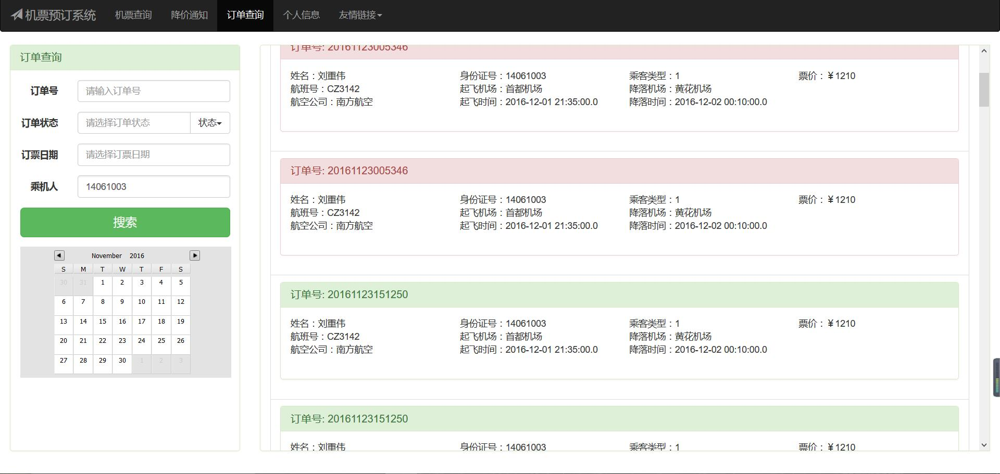 机票预订系统 机票查询 降价通知 订单查询 个人信息 友情链接
订单查询
订单号 请输入订单号
订单状态 请选择订单状态 状态
订票日期 请选择订票日期
乘机人 14061003
搜索
November 2016
S M T W T F S
30 31 1 2 3 4 5
6 7 8 9 10 11 12
13 14 15 16 17 18 19
20 21 22 23 24 25 26
27 28 29 30 1 2 3
订单号: 20161123005346
姓名：刘重伟 身份证号：14061003 乘客类型：1 票价：￥1210
航班号：CZ3142 起飞机场：首都机场 降落机场：黄花机场
航空公司：南方航空 起飞时间：2016-12-01 21:35:00.0 降落时间：2016-12-02 00:10:00.0
订单号: 20161123005346
姓名：刘重伟 身份证号：14061003 乘客类型：1 票价：￥1210
航班号：CZ3142 起飞机场：首都机场 降落机场：黄花机场
航空公司：南方航空 起飞时间：2016-12-01 21:35:00.0 降落时间：2016-12-02 00:10:00.0
订单号: 20161123151250
姓名：刘重伟 身份证号：14061003 乘客类型：1 票价：￥1210
航班号：CZ3142 起飞机场：首都机场 降落机场：黄花机场
航空公司：南方航空 起飞时间：2016-12-01 21:35:00.0 降落时间：2016-12-02 00:10:00.0
订单号: 20161123151250
姓名：刘重伟 身份证号：14061003 乘客类型：1 票价：￥1210